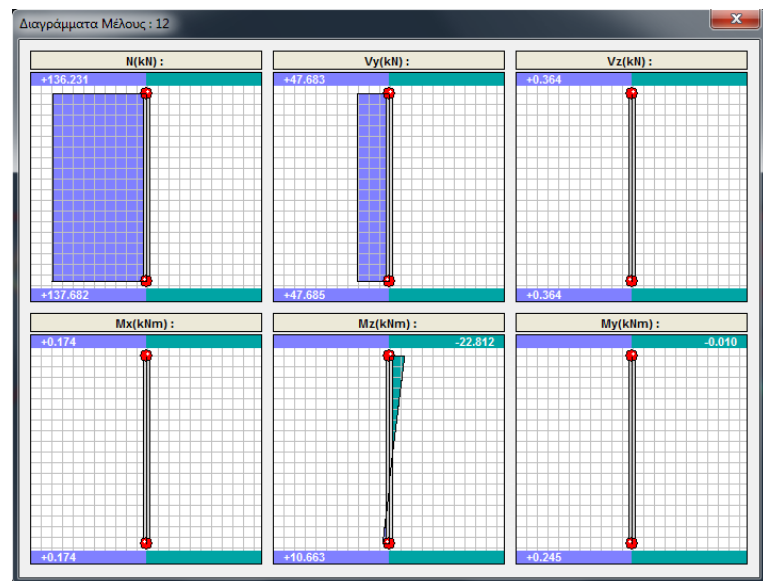 Διαγράμματα Μέλους : 12
x
N(kN) :
Vy(kN) :
Vz(kN) :
+136.231
+47.683
+0.364
+137.682
+47.685
+0.364
Mx(kNm) :
Mz(kNm) :
My(kNm) :
+0.174
-22.812
-0.010
+0.174
+10.663
+0.245